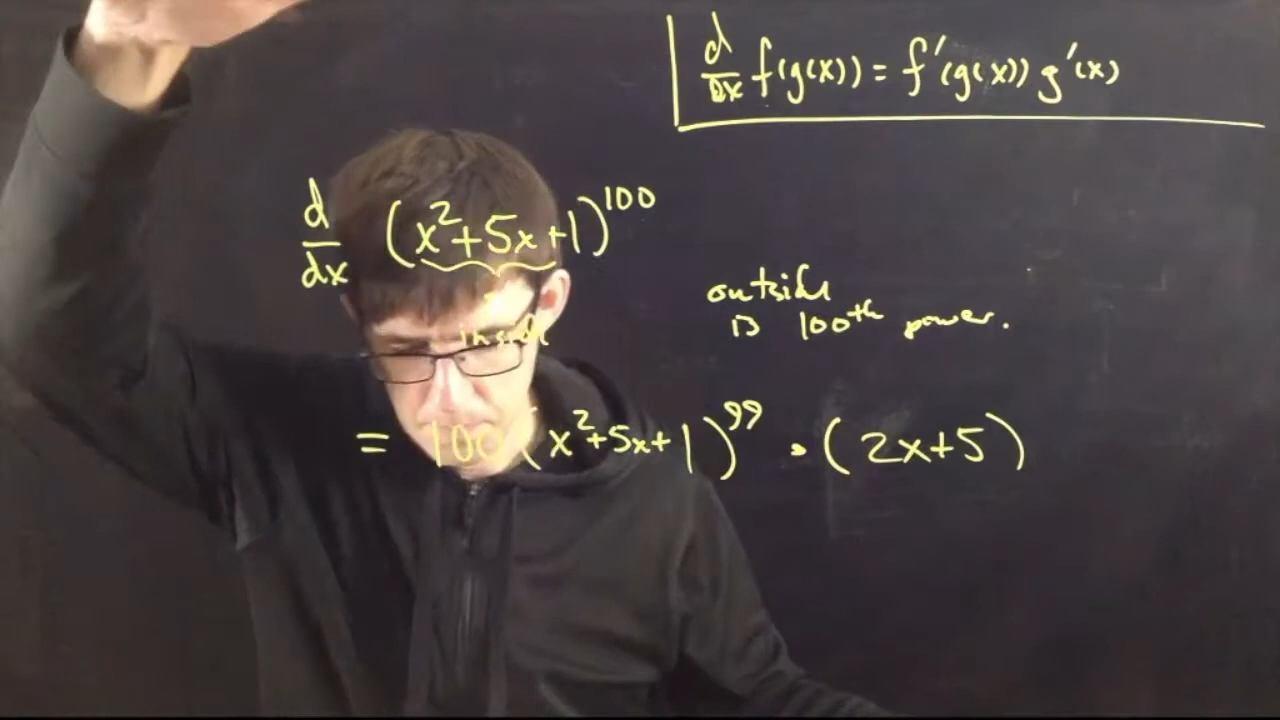 d/dx f(g(x)) = f'(g(x)) g'(x)
d/dx (x²+5x+1)¹⁰⁰
inside
outside
is 100th power.
= 100 (x²+5x+1)⁹⁹ · (2x+5)